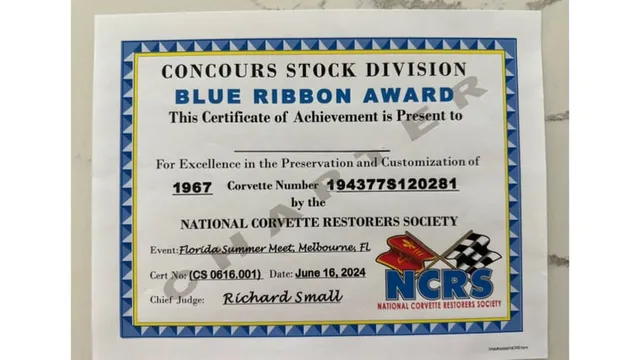 CONCOURS STOCK DIVISION
BLUE RIBBON AWARD
This Certificate of Achievement is Present to
For Excellence in the Preservation and Customization of
1967 Corvette Number 194377S120281
by the
NATIONAL CORVETTE RESTORERS SOCIETY
Event: Florida Summer Meet, Melbourne, FL
Cert No: (CS 0616.001) Date: June 16, 2024
Chief Judge: Richard Small
CHARTER
NCRS
NATIONAL CORVETTE RESTORERS SOCIETY